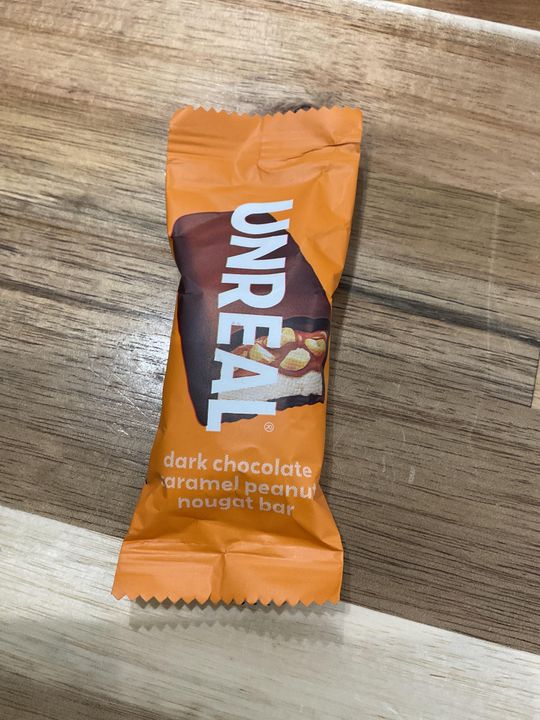 UNREAL®
dark chocolate
caramel peanut
nougat bar